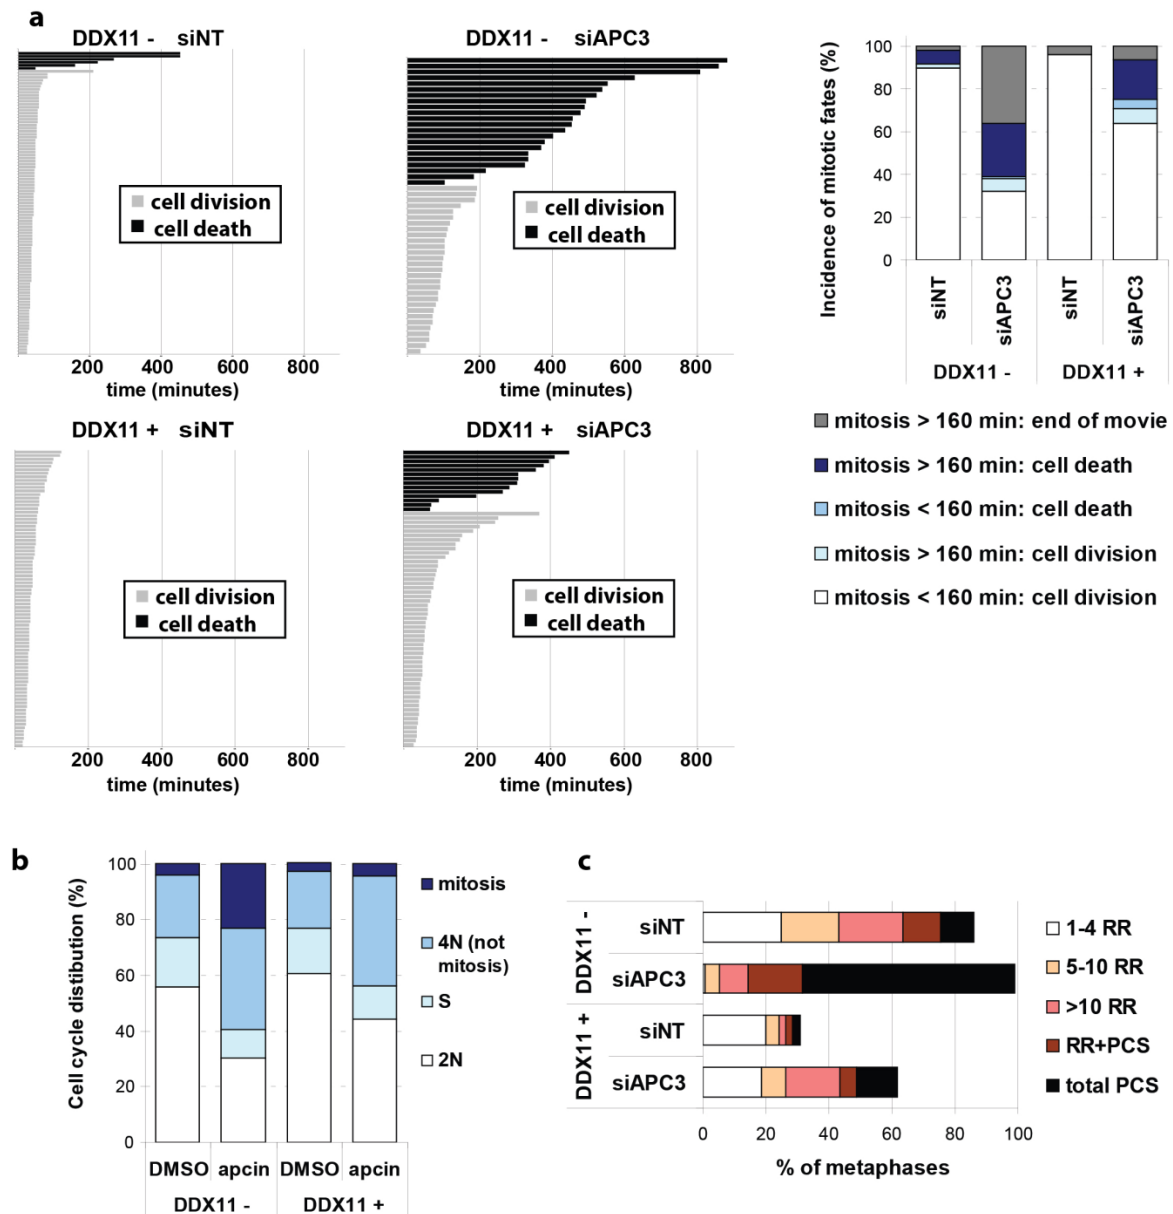 a
DDX11 - siNT
cell division
cell death
200 400 600 800
time (minutes)
DDX11 - siAPC3
cell division
cell death
200 400 600 800
time (minutes)
DDX11 + siNT
cell division
cell death
200 400 600 800
time (minutes)
DDX11 + siAPC3
cell division
cell death
200 400 600 800
time (minutes)
Incidence of mitotic fates (%)
100
80
60
40
20
0
siNT siAPC3 siNT siAPC3
DDX11 - DDX11 +
mitosis > 160 min: end of movie
mitosis > 160 min: cell death
mitosis < 160 min: cell death
mitosis > 160 min: cell division
mitosis < 160 min: cell division
b
Cell cycle distibution (%)
100
80
60
40
20
0
DMSO apcin DMSO apcin
DDX11 - DDX11 +
mitosis
4N (not
mitosis)
S
2N
c
DDX11 -
siNT
siAPC3
DDX11 +
siNT
siAPC3
0 20 40 60 80 100
% of metaphases
1-4 RR
5-10 RR
>10 RR
RR+PCS
total PCS